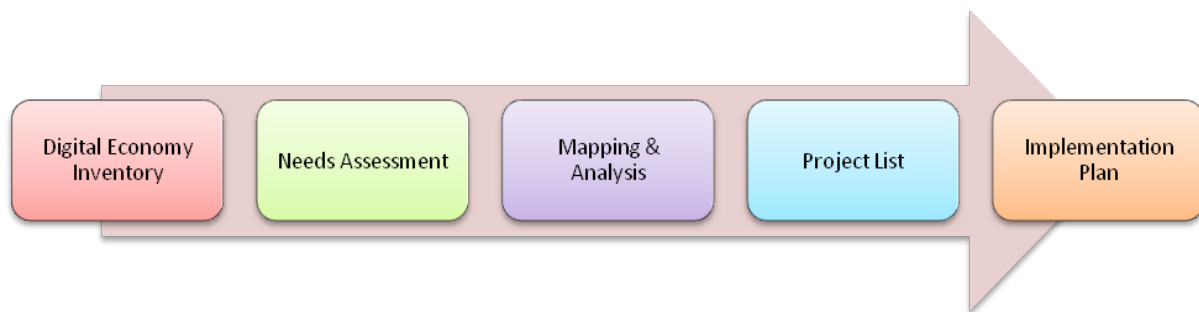 Digital Economy
Inventory
Needs Assessment
Mapping &
Analysis
Project List
Implementation
Plan